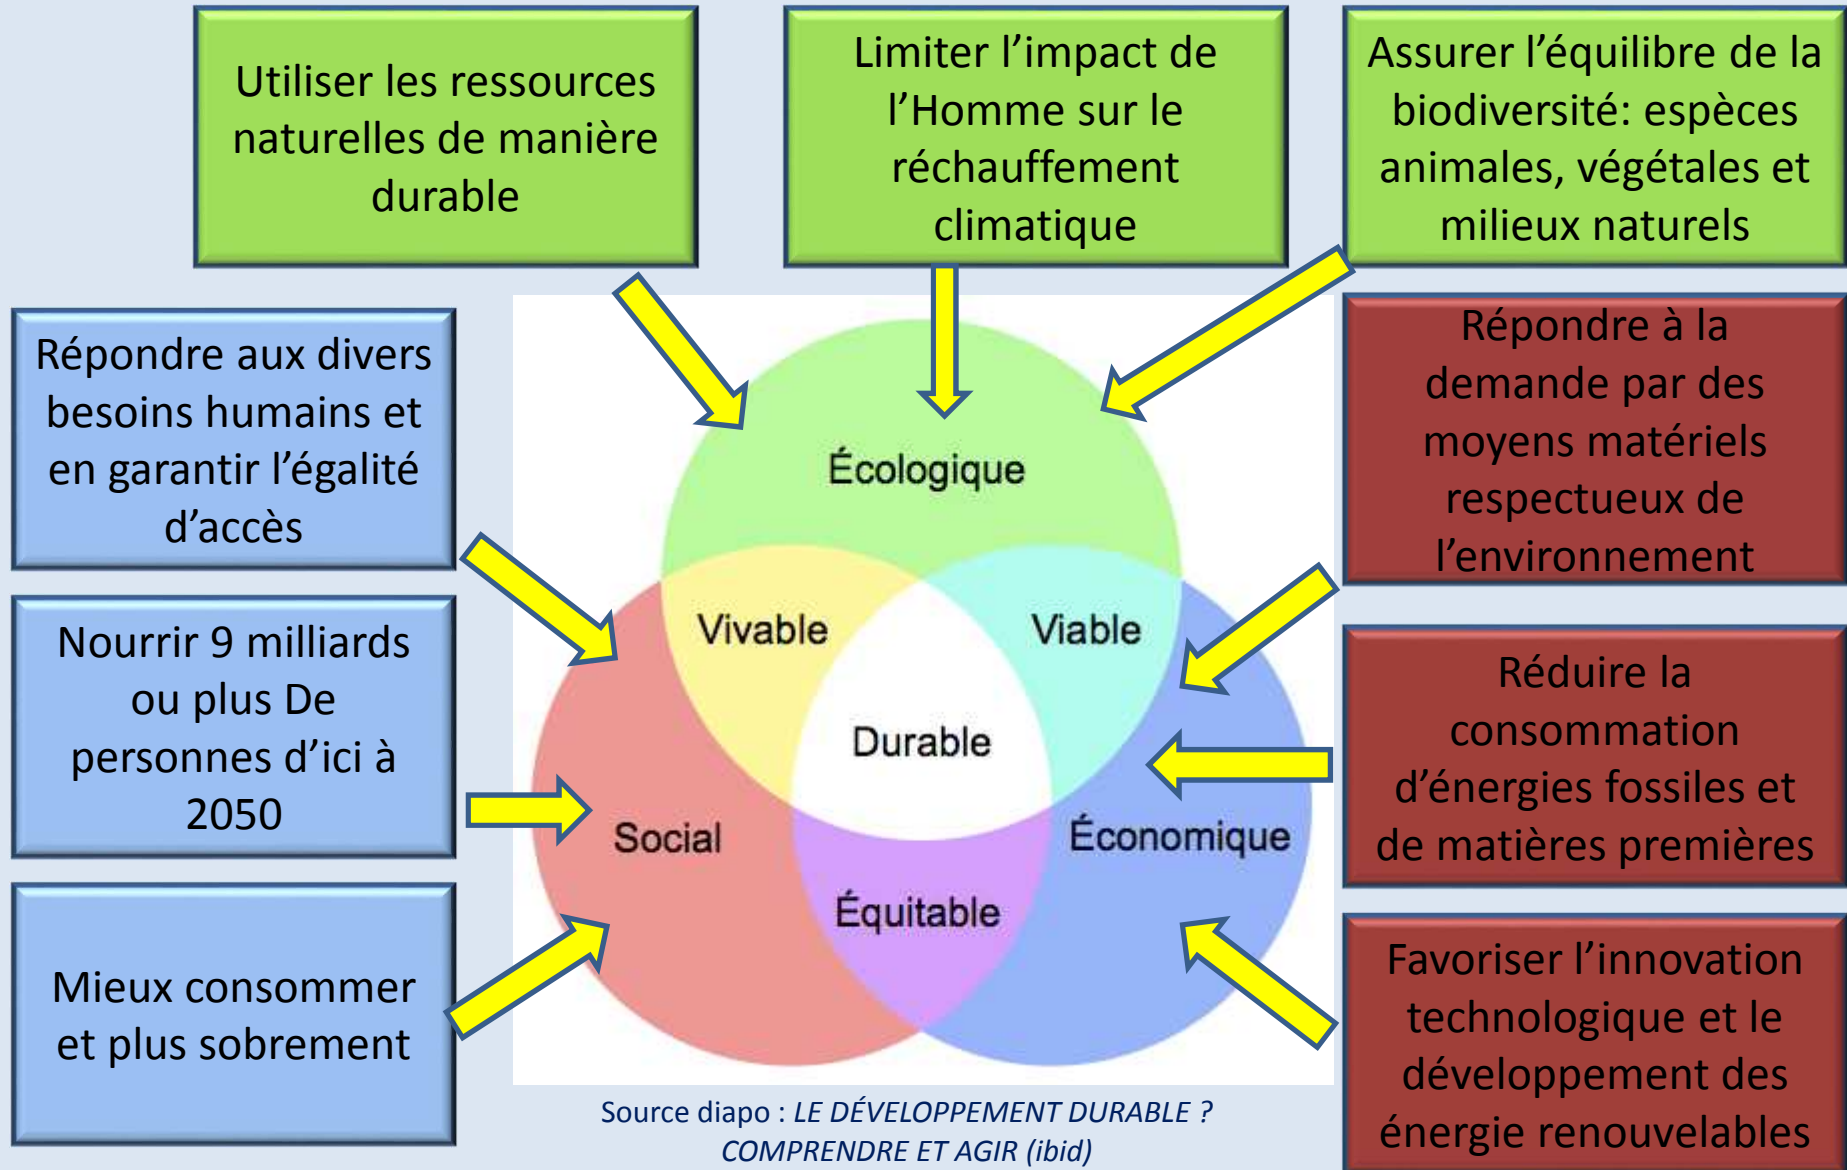 Utiliser les ressources
naturelles de manière
durable
Limiter l’impact de
l’Homme sur le
réchauffement
climatique
Assurer l’équilibre de la
biodiversité: espèces
animales, végétales et
milieux naturels
Répondre aux divers
besoins humains et
en garantir l’égalité
d’accès
Nourrir 9 milliards
ou plus De
personnes d’ici à
2050
Mieux consommer
et plus sobrement
Écologique
Vivable
Viable
Durable
Social
Économique
Équitable
Répondre à la
demande par des
moyens matériels
respectueux de
l’environnement
Réduire la
consommation
d’énergies fossiles et
de matières premières
Favoriser l’innovation
technologique et le
développement des
énergie renouvelables
Source diapo : LE DÉVELOPPEMENT DURABLE ?
COMPRENDRE ET AGIR (ibid)